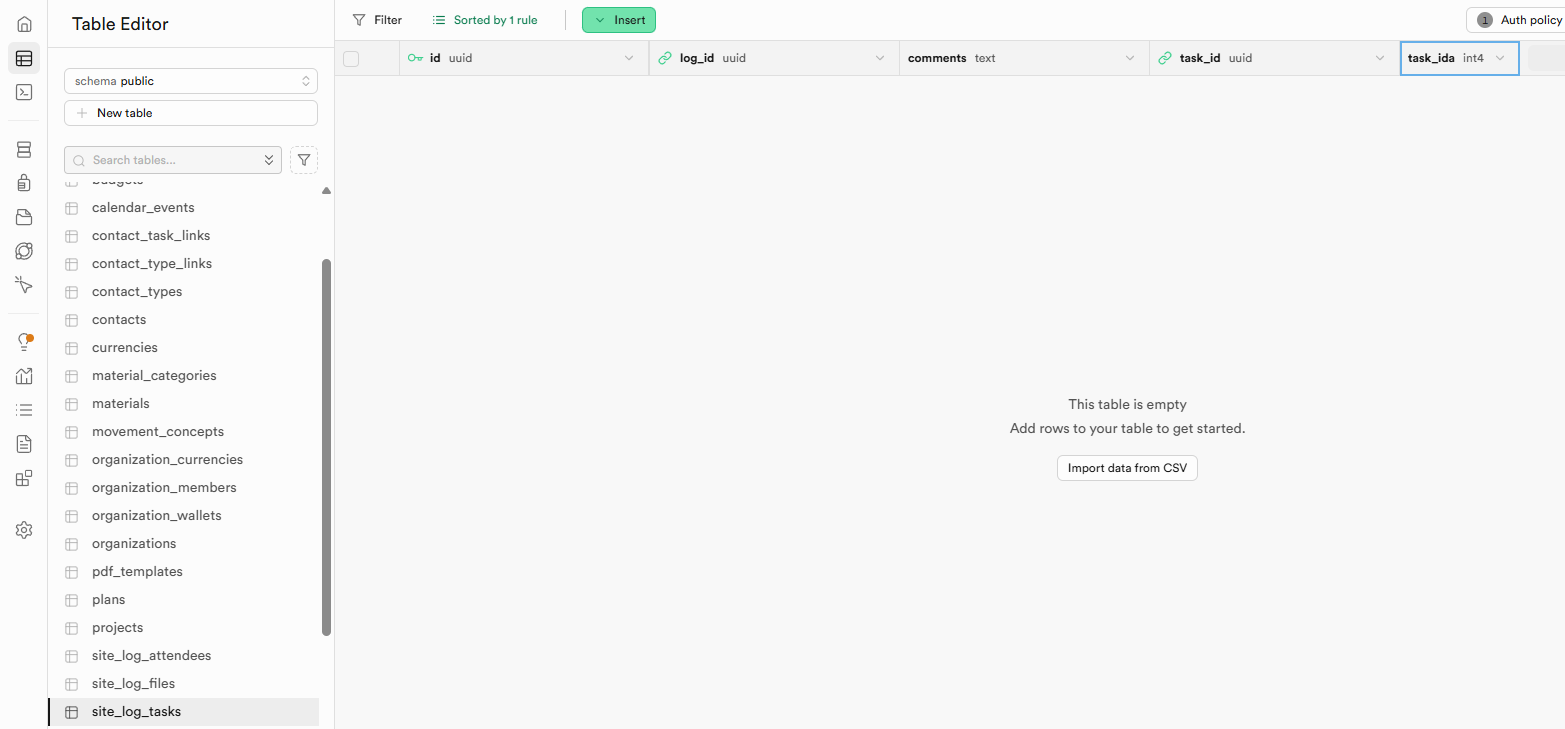 Table Editor
schema public
New table
Search tables...
budgets
calendar_events
contact_task_links
contact_type_links
contact_types
contacts
currencies
material_categories
materials
movement_concepts
organization_currencies
organization_members
organization_wallets
organizations
pdf_templates
plans
projects
site_log_attendees
site_log_files
site_log_tasks
Filter
Sorted by 1 rule
Insert
1 Auth policy
id uuid
log_id uuid
comments text
task_id uuid
task_ida int4
This table is empty
Add rows to your table to get started.
Import data from CSV